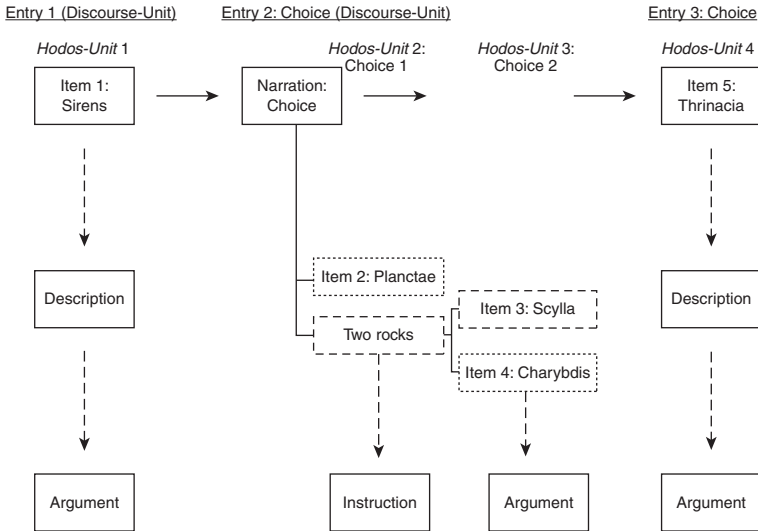 Entry 1 (Discourse-Unit)
Entry 2: Choice (Discourse-Unit)
Entry 3: Choice
Hodos-Unit 1
Hodos-Unit 2:
Choice 1
Hodos-Unit 3:
Choice 2
Hodos-Unit 4
Item 1:
Sirens
Narration:
Choice
Item 5:
Thrinacia
Item 2: Planctae
Description
Two rocks
Item 3: Scylla
Item 4: Charybdis
Description
Argument
Instruction
Argument
Argument